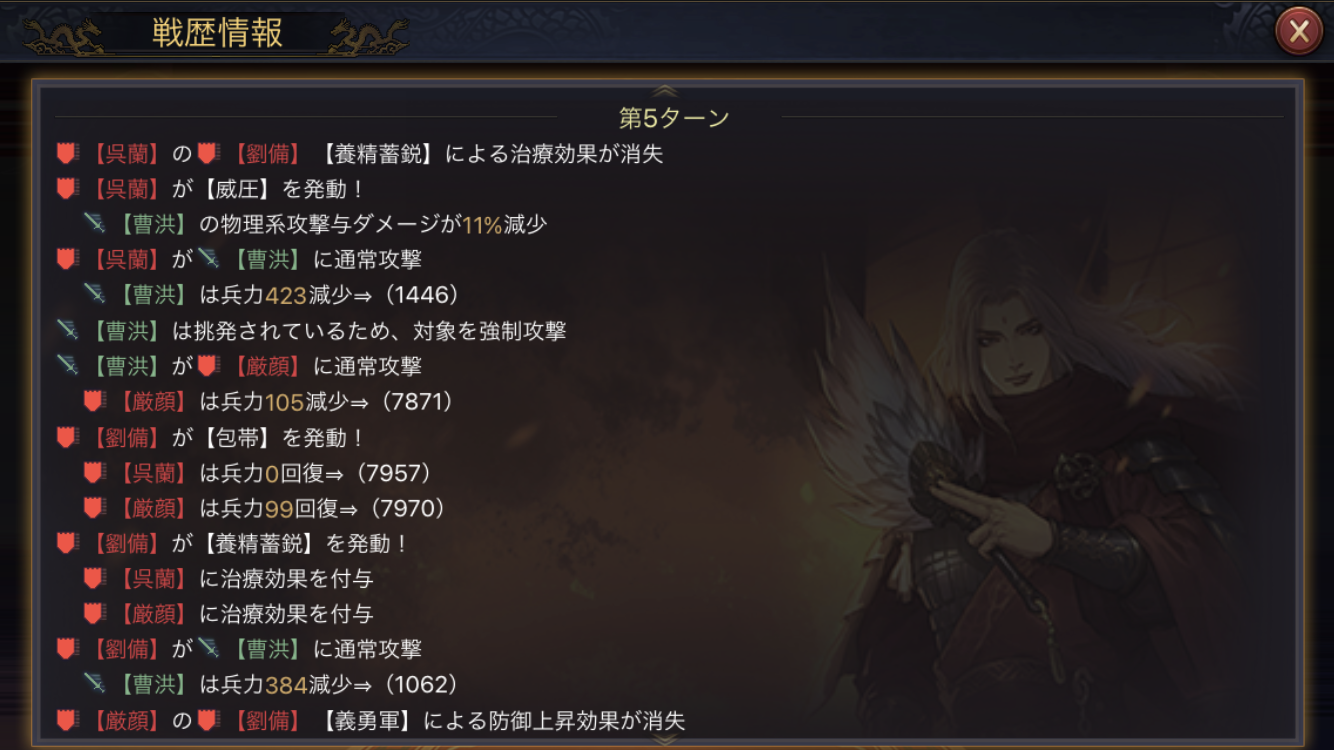 戦歴情報
第5ターン
【呉蘭】の【劉備】【養精蓄鋭】による治療効果が消失
【呉蘭】が【威圧】を発動！
【曹洪】の物理系攻撃与ダメージが11%減少
【呉蘭】が【曹洪】に通常攻撃
【曹洪】は兵力423減少⇒（1446）
【曹洪】は挑発されているため、対象を強制攻撃
【曹洪】が【厳顔】に通常攻撃
【厳顔】は兵力105減少⇒（7871）
【劉備】が【包帯】を発動！
【呉蘭】は兵力0回復⇒（7957）
【厳顔】は兵力99回復⇒（7970）
【劉備】が【養精蓄鋭】を発動！
【呉蘭】に治療効果を付与
【厳顔】に治療効果を付与
【劉備】が【曹洪】に通常攻撃
【曹洪】は兵力384減少⇒（1062）
【厳顔】の【劉備】【義勇軍】による防御上昇効果が消失